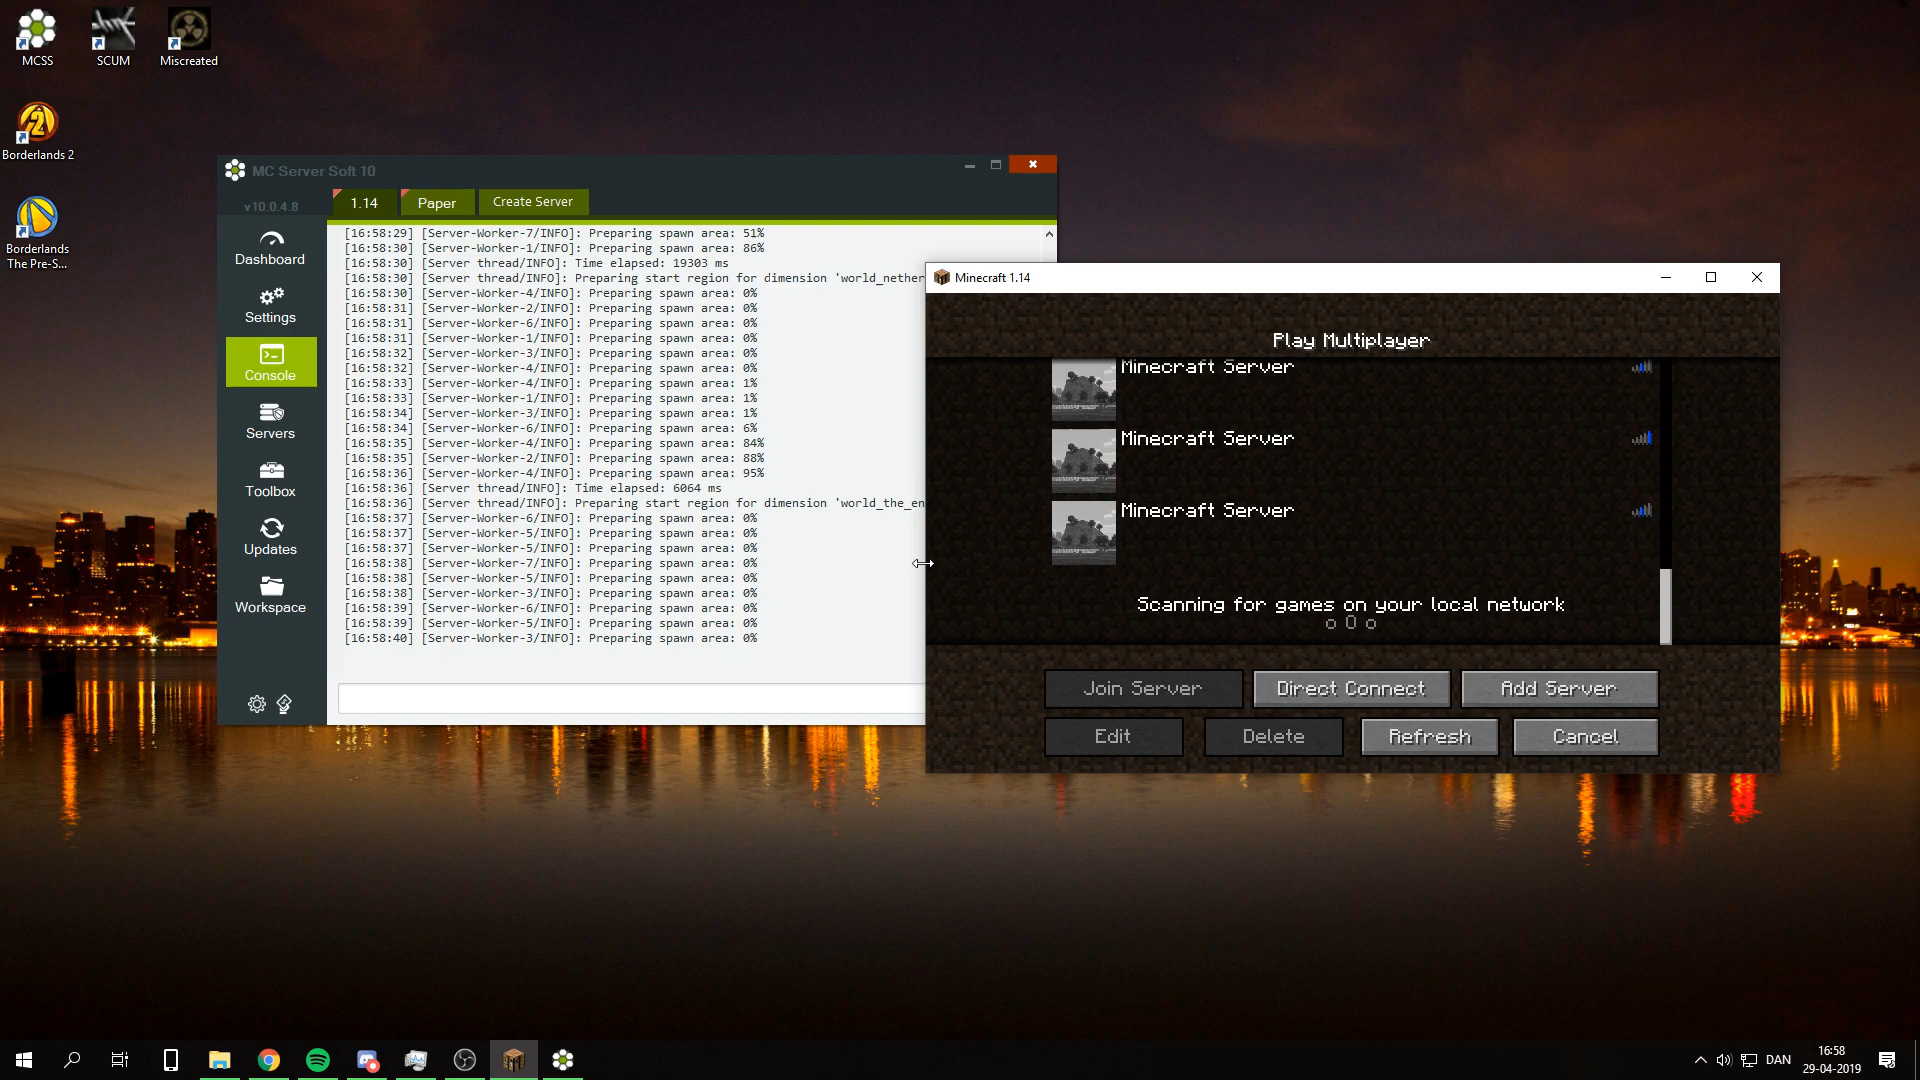 MCSS
SCUM
Miscreated
Borderlands 2
Borderlands
The Pre-S...
MC Server Soft 10
v10.0.4.8
1.14
Paper
Create Server
Dashboard
Settings
Console
Servers
Toolbox
Updates
Workspace
[16:58:29] [Server-Worker-7/INFO]: Preparing spawn area: 51%
[16:58:30] [Server-Worker-1/INFO]: Preparing spawn area: 86%
[16:58:30] [Server thread/INFO]: Time elapsed: 19303 ms
[16:58:30] [Server thread/INFO]: Preparing start region for dimension 'world_nether
[16:58:30] [Server-Worker-4/INFO]: Preparing spawn area: 0%
[16:58:31] [Server-Worker-2/INFO]: Preparing spawn area: 0%
[16:58:31] [Server-Worker-6/INFO]: Preparing spawn area: 0%
[16:58:31] [Server-Worker-1/INFO]: Preparing spawn area: 0%
[16:58:32] [Server-Worker-3/INFO]: Preparing spawn area: 0%
[16:58:32] [Server-Worker-4/INFO]: Preparing spawn area: 0%
[16:58:33] [Server-Worker-4/INFO]: Preparing spawn area: 1%
[16:58:33] [Server-Worker-1/INFO]: Preparing spawn area: 1%
[16:58:34] [Server-Worker-3/INFO]: Preparing spawn area: 1%
[16:58:34] [Server-Worker-6/INFO]: Preparing spawn area: 6%
[16:58:35] [Server-Worker-4/INFO]: Preparing spawn area: 84%
[16:58:35] [Server-Worker-2/INFO]: Preparing spawn area: 88%
[16:58:36] [Server-Worker-4/INFO]: Preparing spawn area: 95%
[16:58:36] [Server thread/INFO]: Time elapsed: 6064 ms
[16:58:36] [Server thread/INFO]: Preparing start region for dimension 'world_the_en
[16:58:37] [Server-Worker-6/INFO]: Preparing spawn area: 0%
[16:58:37] [Server-Worker-5/INFO]: Preparing spawn area: 0%
[16:58:37] [Server-Worker-5/INFO]: Preparing spawn area: 0%
[16:58:38] [Server-Worker-7/INFO]: Preparing spawn area: 0%
[16:58:38] [Server-Worker-5/INFO]: Preparing spawn area: 0%
[16:58:38] [Server-Worker-3/INFO]: Preparing spawn area: 0%
[16:58:39] [Server-Worker-6/INFO]: Preparing spawn area: 0%
[16:58:39] [Server-Worker-5/INFO]: Preparing spawn area: 0%
[16:58:40] [Server-Worker-3/INFO]: Preparing spawn area: 0%
Minecraft 1.14
Play Multiplayer
Minecraft Server
Minecraft Server
Minecraft Server
Scanning for games on your local network
o O o
Join Server
Direct Connect
Add Server
Edit
Delete
Refresh
Cancel
DAN
16:58
29-04-2019